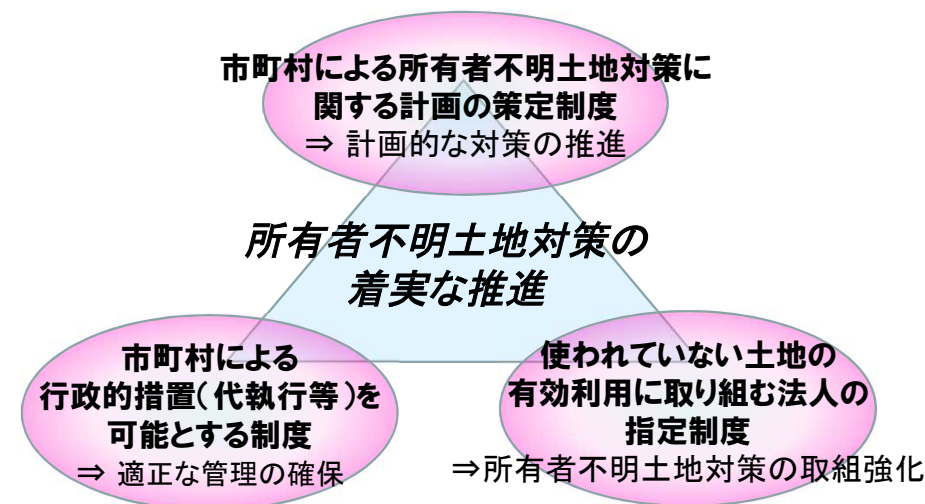 市町村による所有者不明土地対策に
関する計画の策定制度
⇒ 計画的な対策の推進
所有者不明土地対策の
着実な推進
市町村による
行政的措置(代執行等)を
可能とする制度
⇒ 適正な管理の確保
使われていない土地の
有効利用に取り組む法人の
指定制度
⇒所有者不明土地対策の取組強化